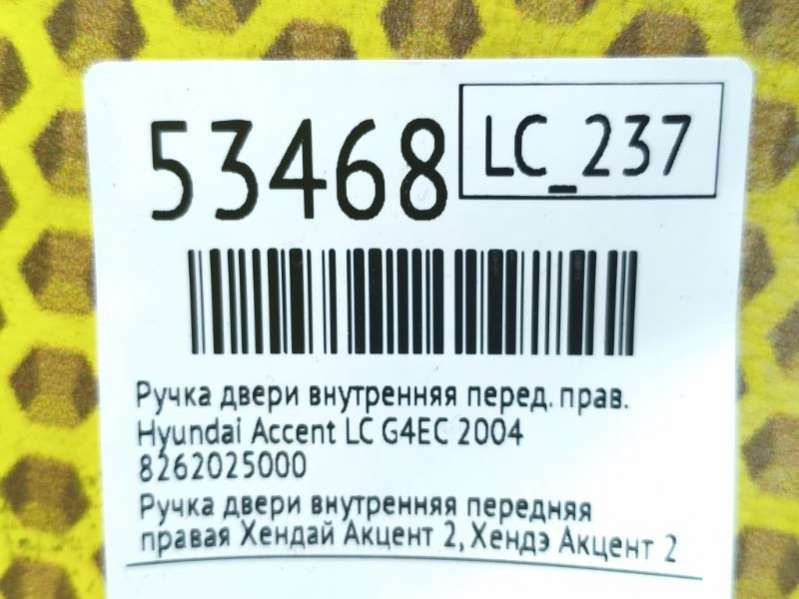 53468
LC_237
Ручка двери внутренняя перед. прав.
Hyundai Accent LC G4EC 2004
8262025000
Ручка двери внутренняя передняя
правая Хендай Акцент 2, Хендэ Акцент 2